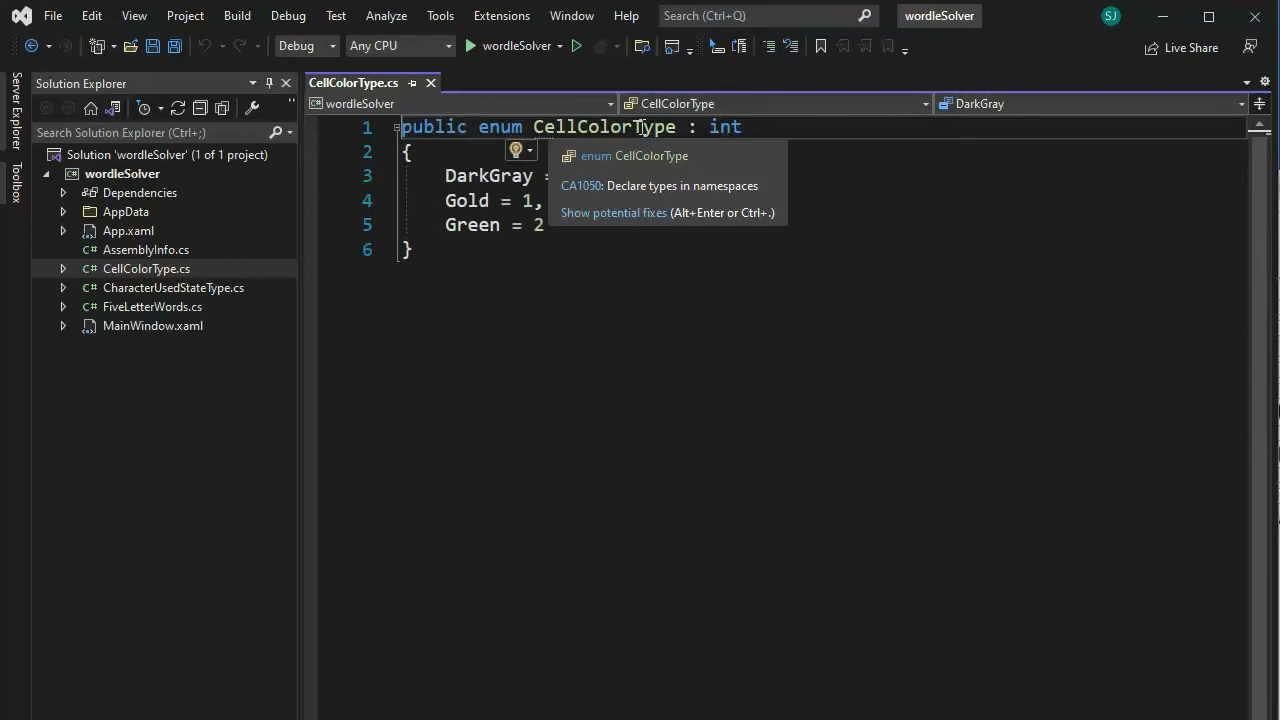 File Edit View Project Build Debug Test Analyze Tools Extensions Window Help Search (Ctrl+Q) wordleSolver SJ
Debug Any CPU wordleSolver Live Share
Server Explorer
Toolbox
Solution Explorer
Search Solution Explorer (Ctrl+;)
Solution 'wordleSolver' (1 of 1 project)
wordleSolver
Dependencies
AppData
App.xaml
C# AssemblyInfo.cs
C# CellColorType.cs
C# CharacterUsedStateType.cs
C# FiveLetterWords.cs
MainWindow.xaml
CellColorType.cs
C# wordleSolver CellColorType DarkGray
1 public enum CellColorType : int
2 {
3 DarkGray =
4 Gold = 1,
5 Green = 2
6 }
enum CellColorType
CA1050: Declare types in namespaces
Show potential fixes (Alt+Enter or Ctrl+.)